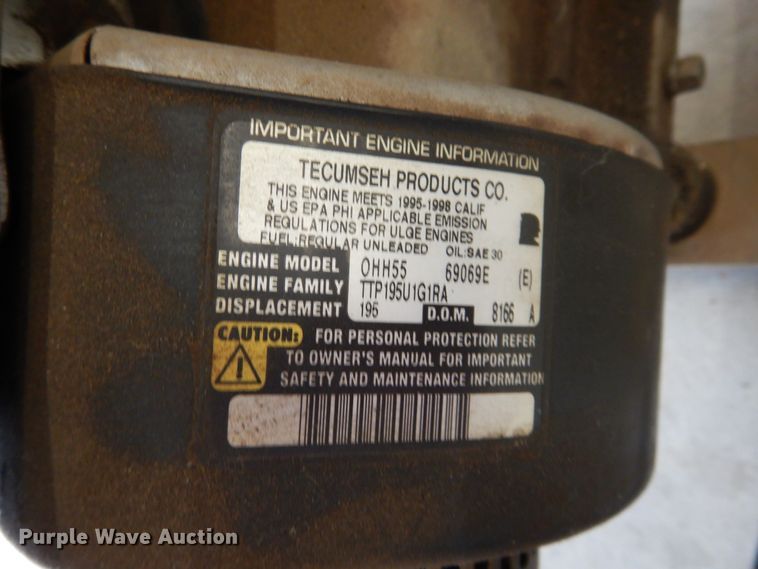 IMPORTANT ENGINE INFORMATION
TECUMSEH PRODUCTS CO.
THIS ENGINE MEETS 1995-1998 CALIF
& US EPA PHI APPLICABLE EMISSION
REGULATIONS FOR ULGE ENGINES
FUEL:REGULAR UNLEADED OIL:SAE 30
ENGINE MODEL OHH55 69069E (E)
ENGINE FAMILY TTP195U1G1RA
DISPLACEMENT 195 D.O.M. 8166 A
CAUTION: FOR PERSONAL PROTECTION REFER
TO OWNER'S MANUAL FOR IMPORTANT
SAFETY AND MAINTENANCE INFORMATION
Purple Wave Auction